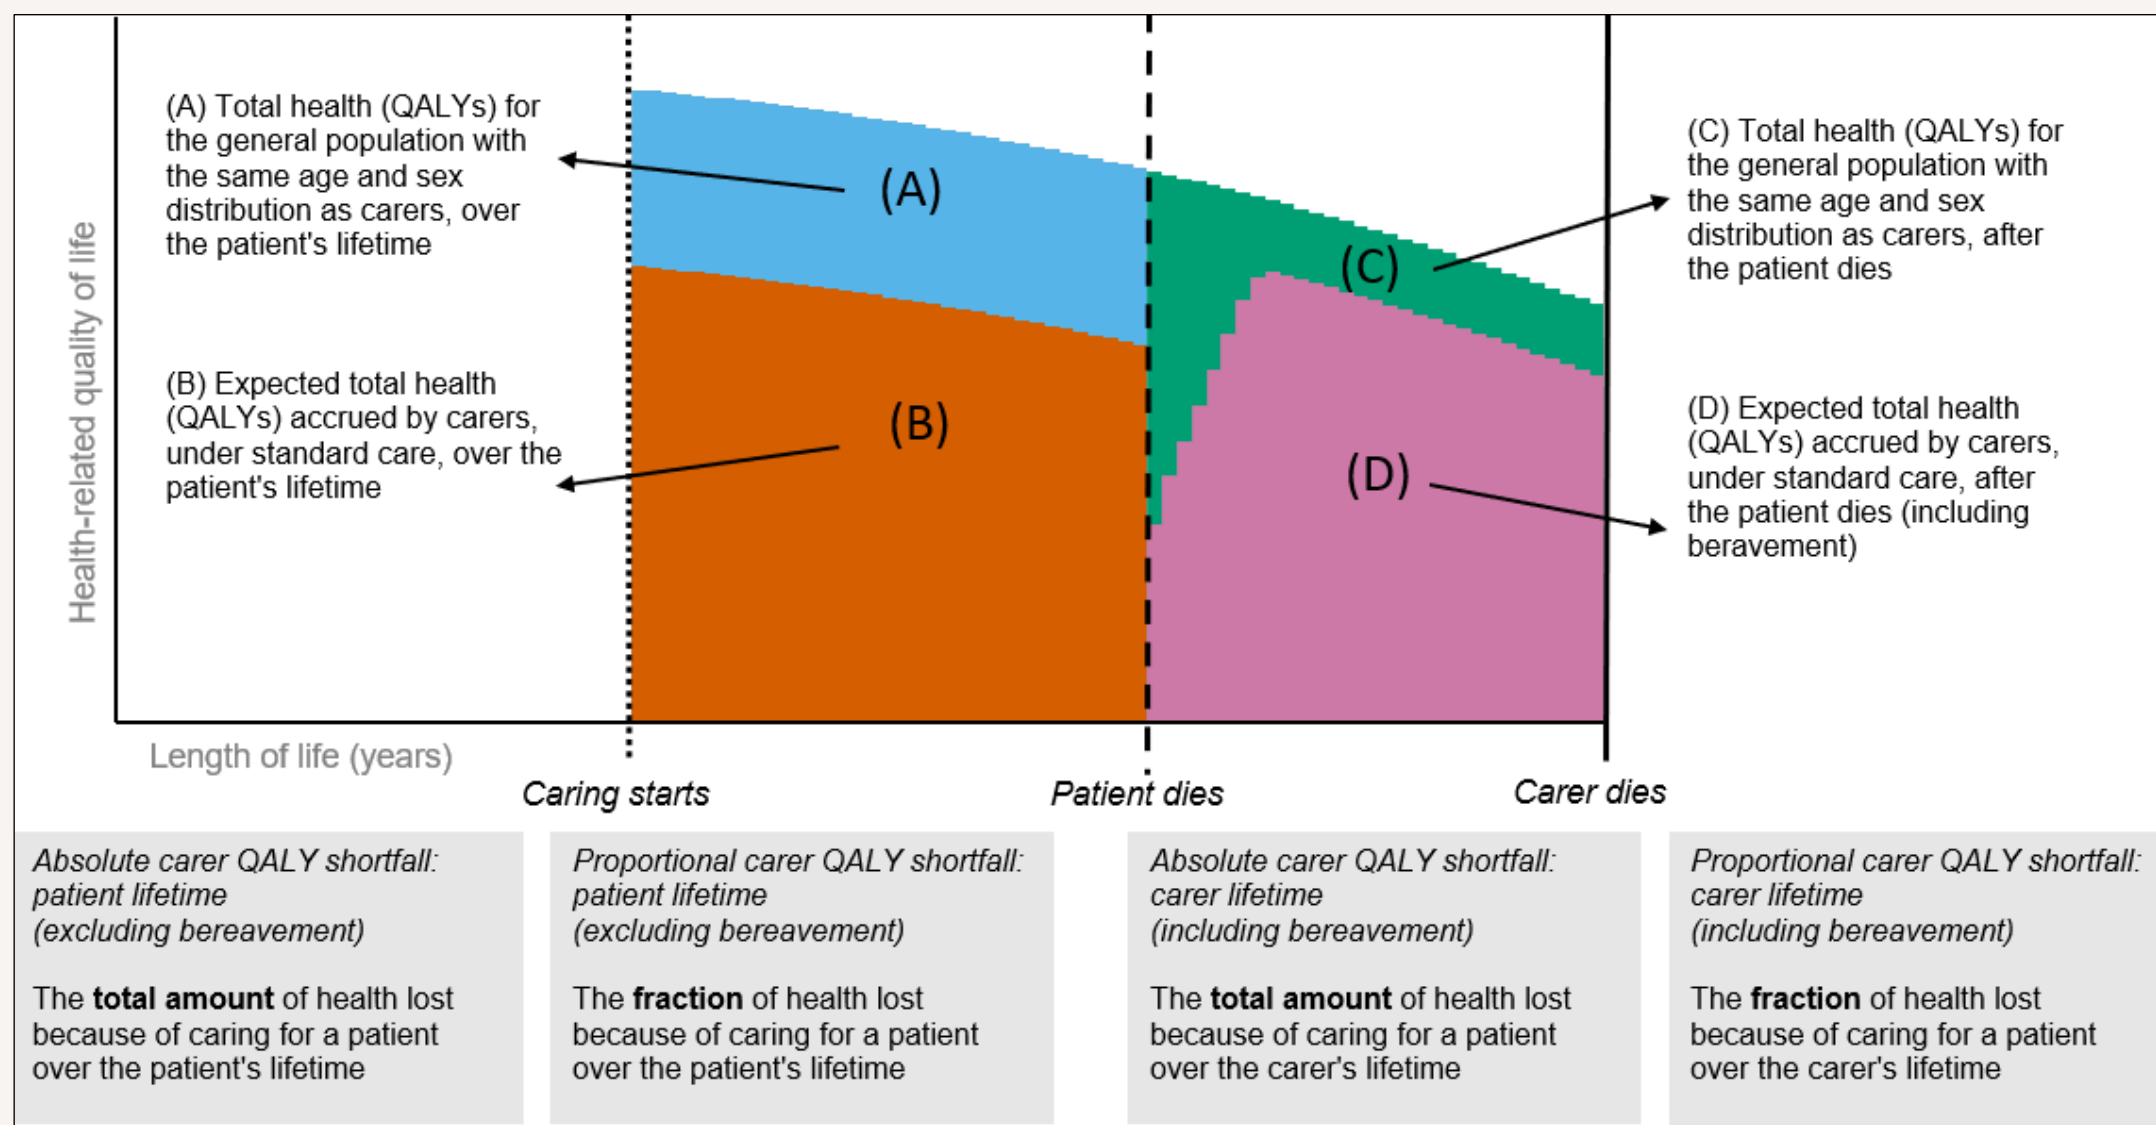 (A) Total health (QALYs) for
the general population with
the same age and sex
distribution as carers, over
the patient's lifetime
(B) Expected total health
(QALYs) accrued by carers,
under standard care, over the
patient's lifetime
Health-related quality of life
(A)
(B)
(C)
(D)
(C) Total health (QALYs) for
the general population with
the same age and sex
distribution as carers, after
the patient dies
(D) Expected total health
(QALYs) accrued by carers,
under standard care, after
the patient dies (including
beravement)
Length of life (years)
Caring starts
Patient dies
Carer dies
Absolute carer QALY shortfall:
patient lifetime
(excluding bereavement)
The total amount of health lost
because of caring for a patient
over the patient's lifetime
Proportional carer QALY shortfall:
patient lifetime
(excluding bereavement)
The fraction of health lost
because of caring for a patient
over the patient's lifetime
Absolute carer QALY shortfall:
carer lifetime
(including bereavement)
The total amount of health lost
because of caring for a patient
over the carer's lifetime
Proportional carer QALY shortfall:
carer lifetime
(including bereavement)
The fraction of health lost
because of caring for a patient
over the carer's lifetime